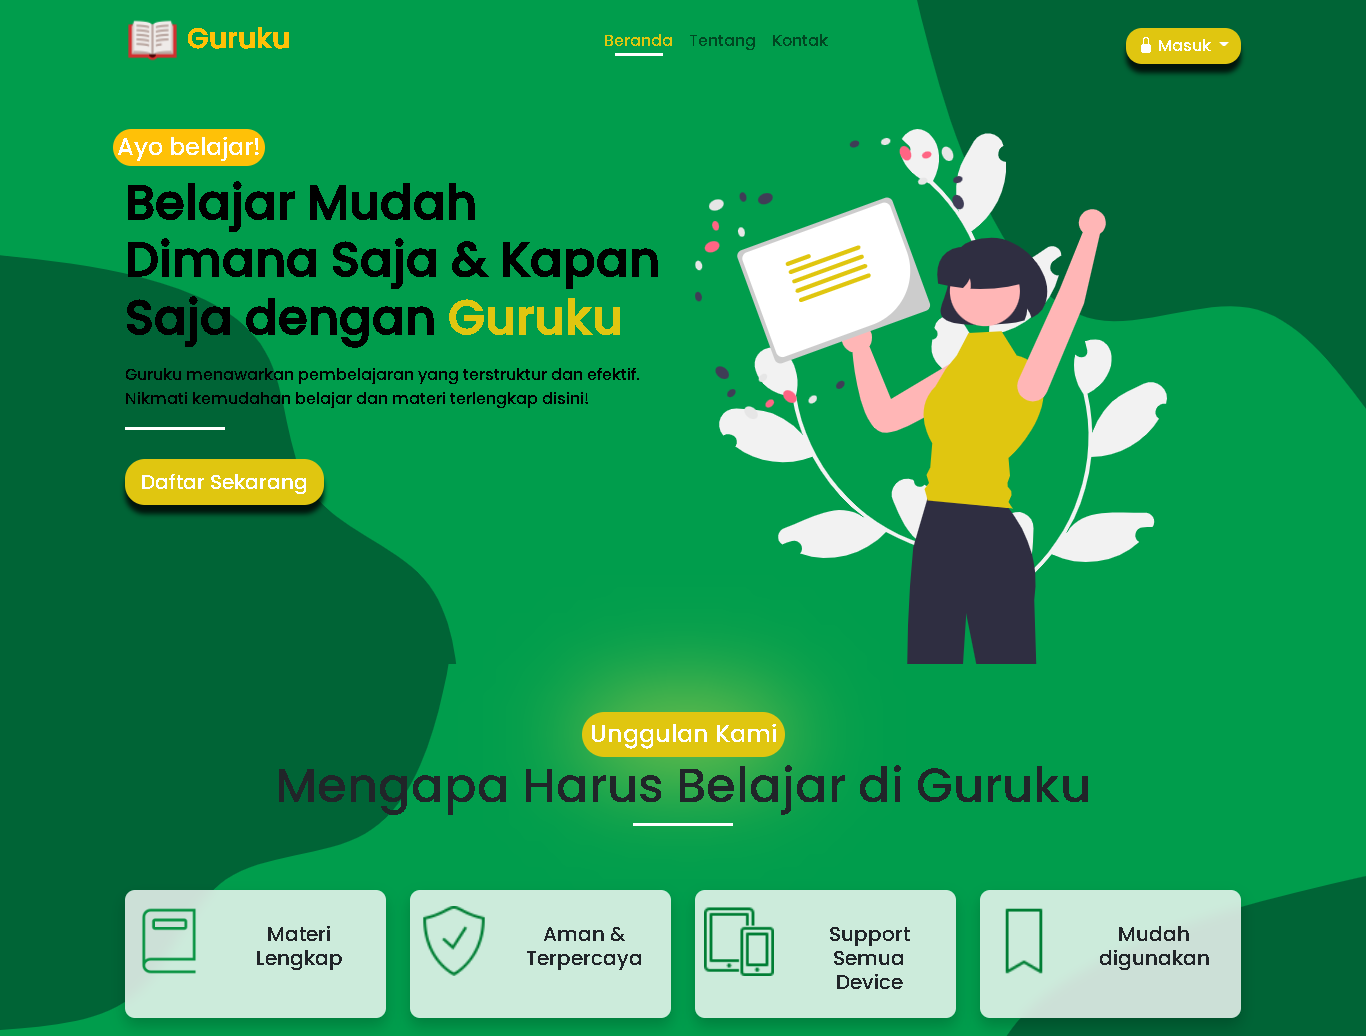 Guruku
Beranda Tentang Kontak
Masuk
Ayo belajar!
Belajar Mudah
Dimana Saja & Kapan
Saja dengan Guruku
Guruku menawarkan pembelajaran yang terstruktur dan efektif.
Nikmati kemudahan belajar dan materi terlengkap disini!
Daftar Sekarang
Unggulan Kami
Mengapa Harus Belajar di Guruku
Materi
Lengkap
Aman &
Terpercaya
Support
Semua
Device
Mudah
digunakan